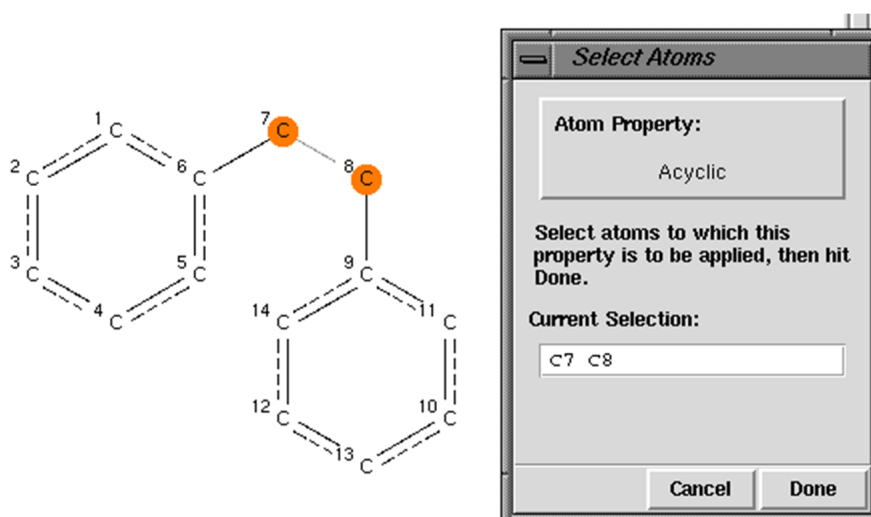 Select Atoms
Atom Property:
Acyclic
Select atoms to which this
property is to be applied, then hit
Done.
Current Selection:
C7 C8
Cancel Done
1 C
7 C
2 C
6 C
8 C
3 C
5 C
9 C
4 C
14 C
11 C
12 C
10 C
13 C